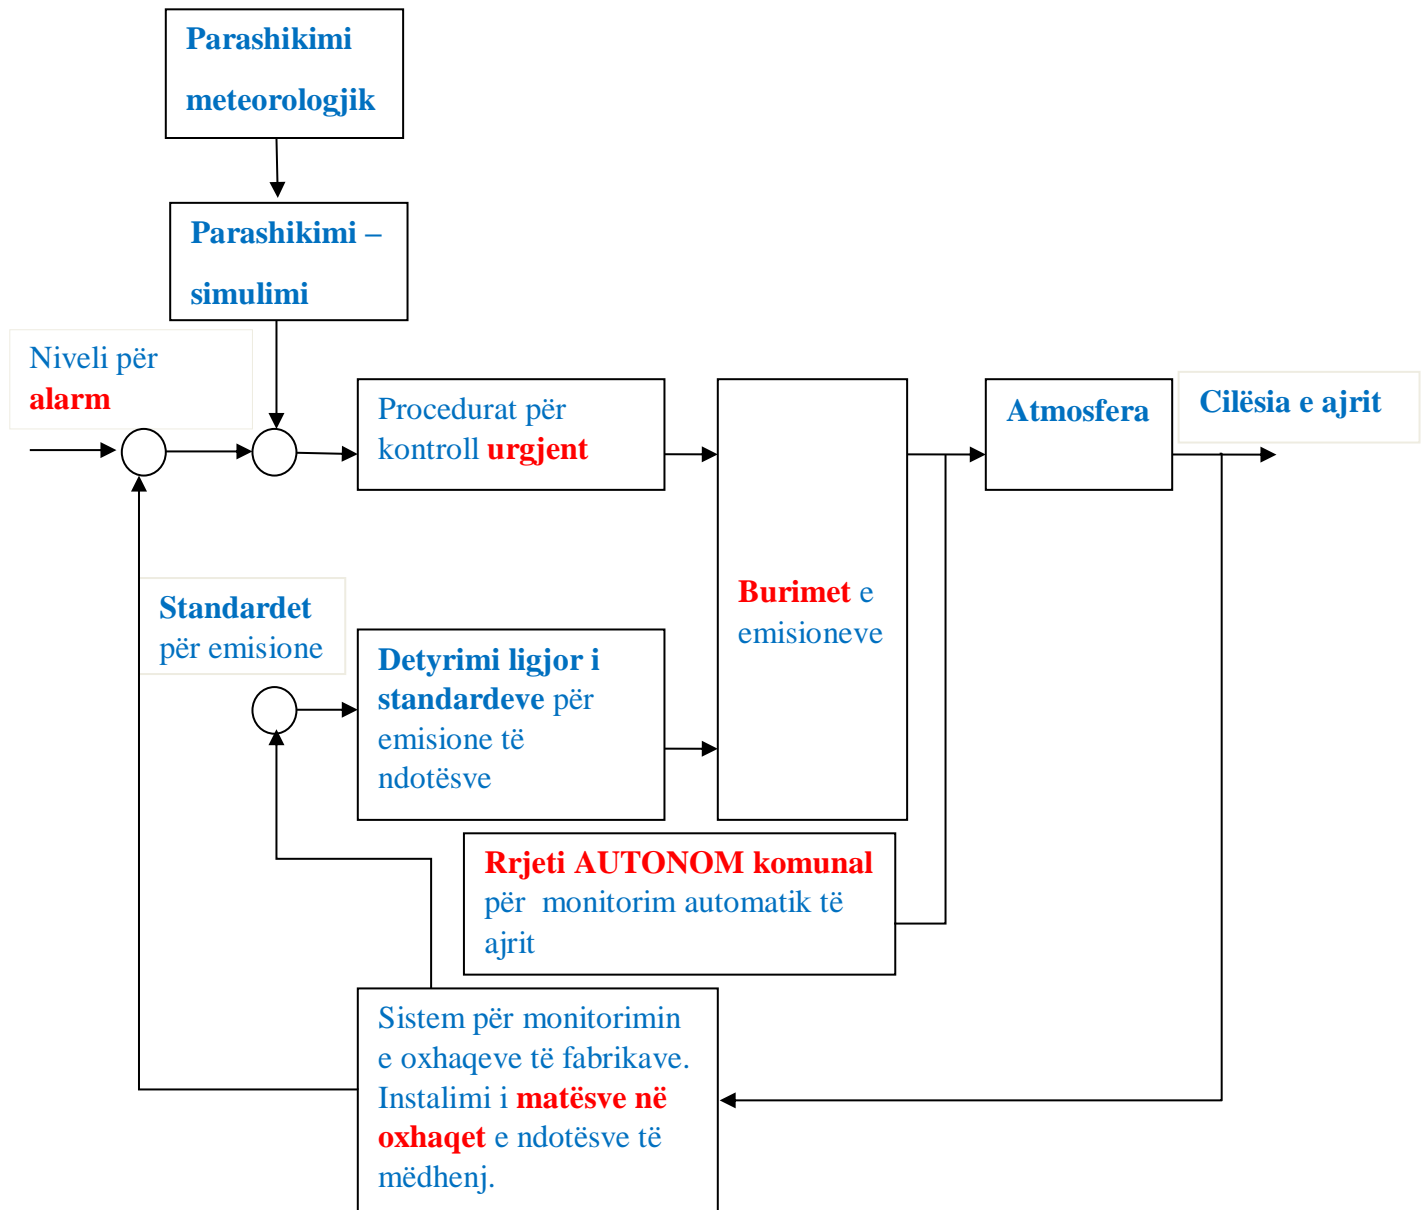 Parashikimi
meteorologjik
Parashikimi –
simulimi
Niveli për
alarm
Procedurat për
kontroll urgjent
Atmosfera
Cilësia e ajrit
Burimet e
emisioneve
Standardet
për emisione
Detyrimi ligjor i
standardeve për
emisione të
ndotësve
Rrjeti AUTONOM komunal
për monitorim automatik të
ajrit
Sistem për monitorimin
e oxhaqeve të fabrikave.
Instalimi i matësve në
oxhaqet e ndotësve të
mëdhenj.